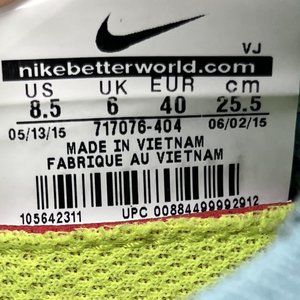 VJ
nikebetterworld.com
US UK EUR cm
8.5 6 40 25.5
05/13/15 717076-404 06/02/15
MADE IN VIETNAM
FABRIQUE AU VIETNAM
105642311 UPC 00884499992912